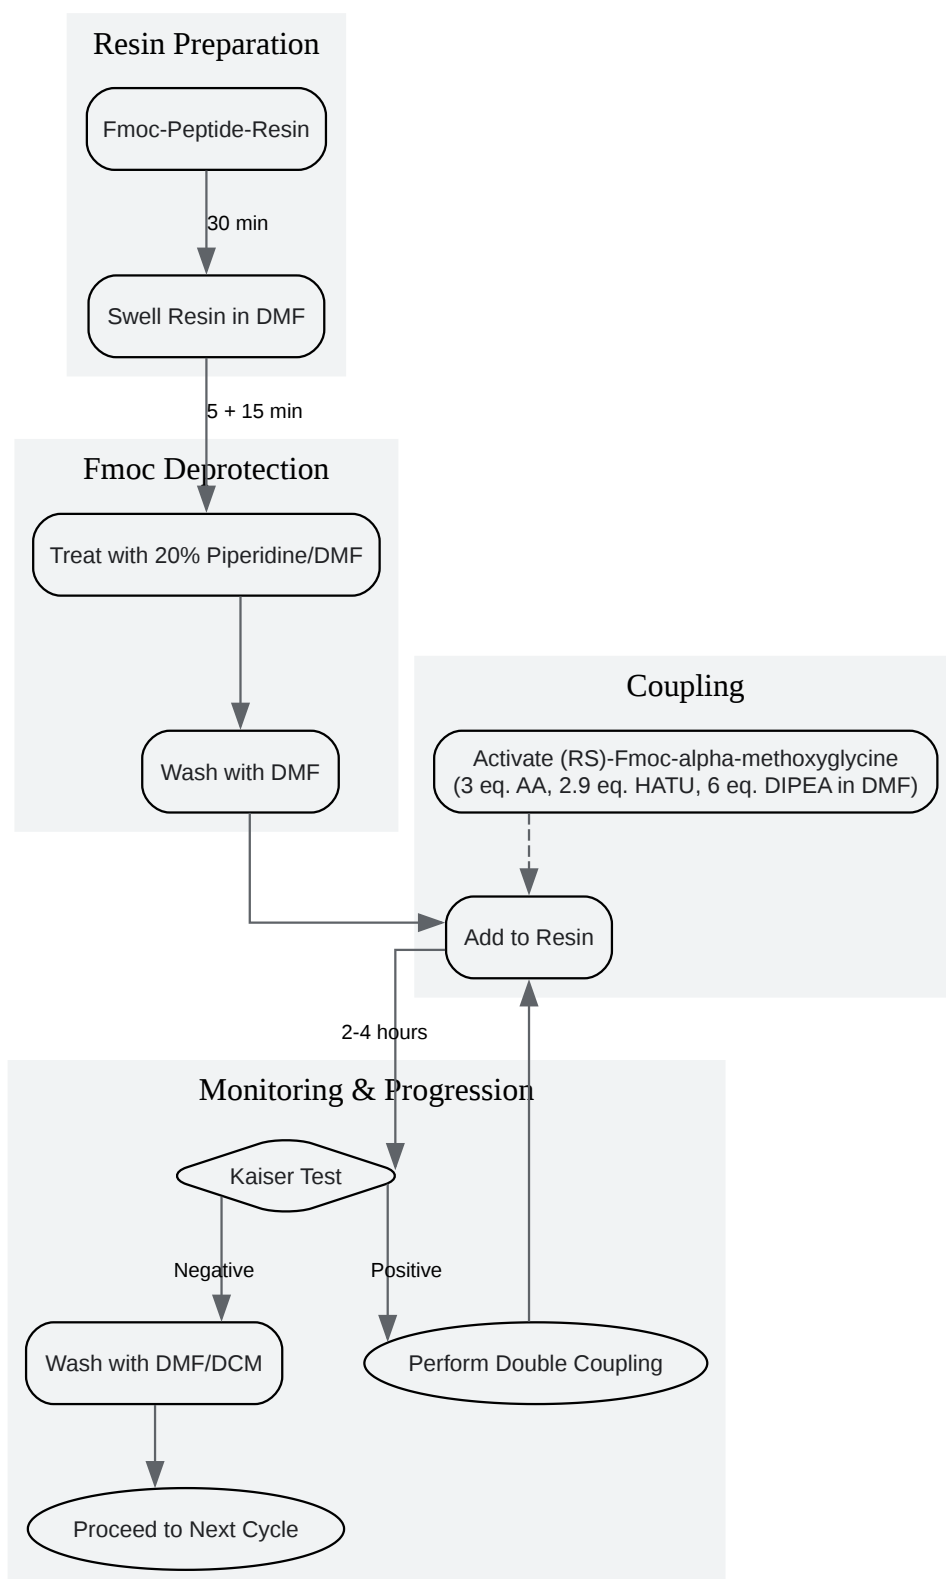 Resin Preparation
Fmoc-Peptide-Resin
30 min
Swell Resin in DMF
5 + 15 min
Fmoc Deprotection
Treat with 20% Piperidine/DMF
Wash with DMF
Coupling
Activate (RS)-Fmoc-alpha-methoxyglycine
(3 eq. AA, 2.9 eq. HATU, 6 eq. DIPEA in DMF)
Add to Resin
2-4 hours
Monitoring & Progression
Kaiser Test
Negative
Positive
Wash with DMF/DCM
Perform Double Coupling
Proceed to Next Cycle